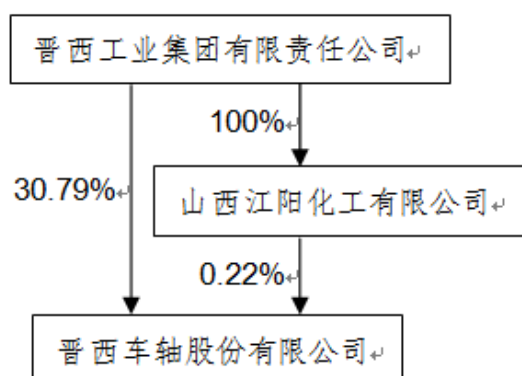 晋西工业集团有限责任公司
100%
30.79%
山西江阳化工有限公司
0.22%
晋西车轴股份有限公司